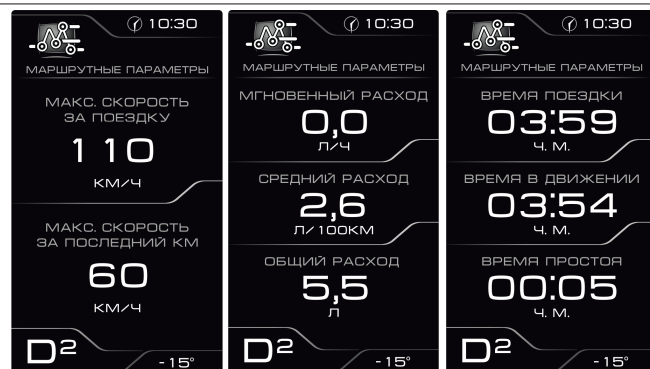 10:30
МАРШРУТНЫЕ ПАРАМЕТРЫ
МАКС. СКОРОСТЬ
ЗА ПОЕЗДКУ
110
КМ/Ч
МАКС. СКОРОСТЬ
ЗА ПОСЛЕДНИЙ КМ
60
КМ/Ч
D2
-15°
10:30
МАРШРУТНЫЕ ПАРАМЕТРЫ
МГНОВЕННЫЙ РАСХОД
0,0
Л/Ч
СРЕДНИЙ РАСХОД
2,6
Л/100КМ
ОБЩИЙ РАСХОД
5,5
Л
D2
-15°
10:30
МАРШРУТНЫЕ ПАРАМЕТРЫ
ВРЕМЯ ПОЕЗДКИ
03:59
Ч. М.
ВРЕМЯ В ДВИЖЕНИИ
03:54
Ч. М.
ВРЕМЯ ПРОСТОЯ
00:05
Ч. М.
D2
-15°